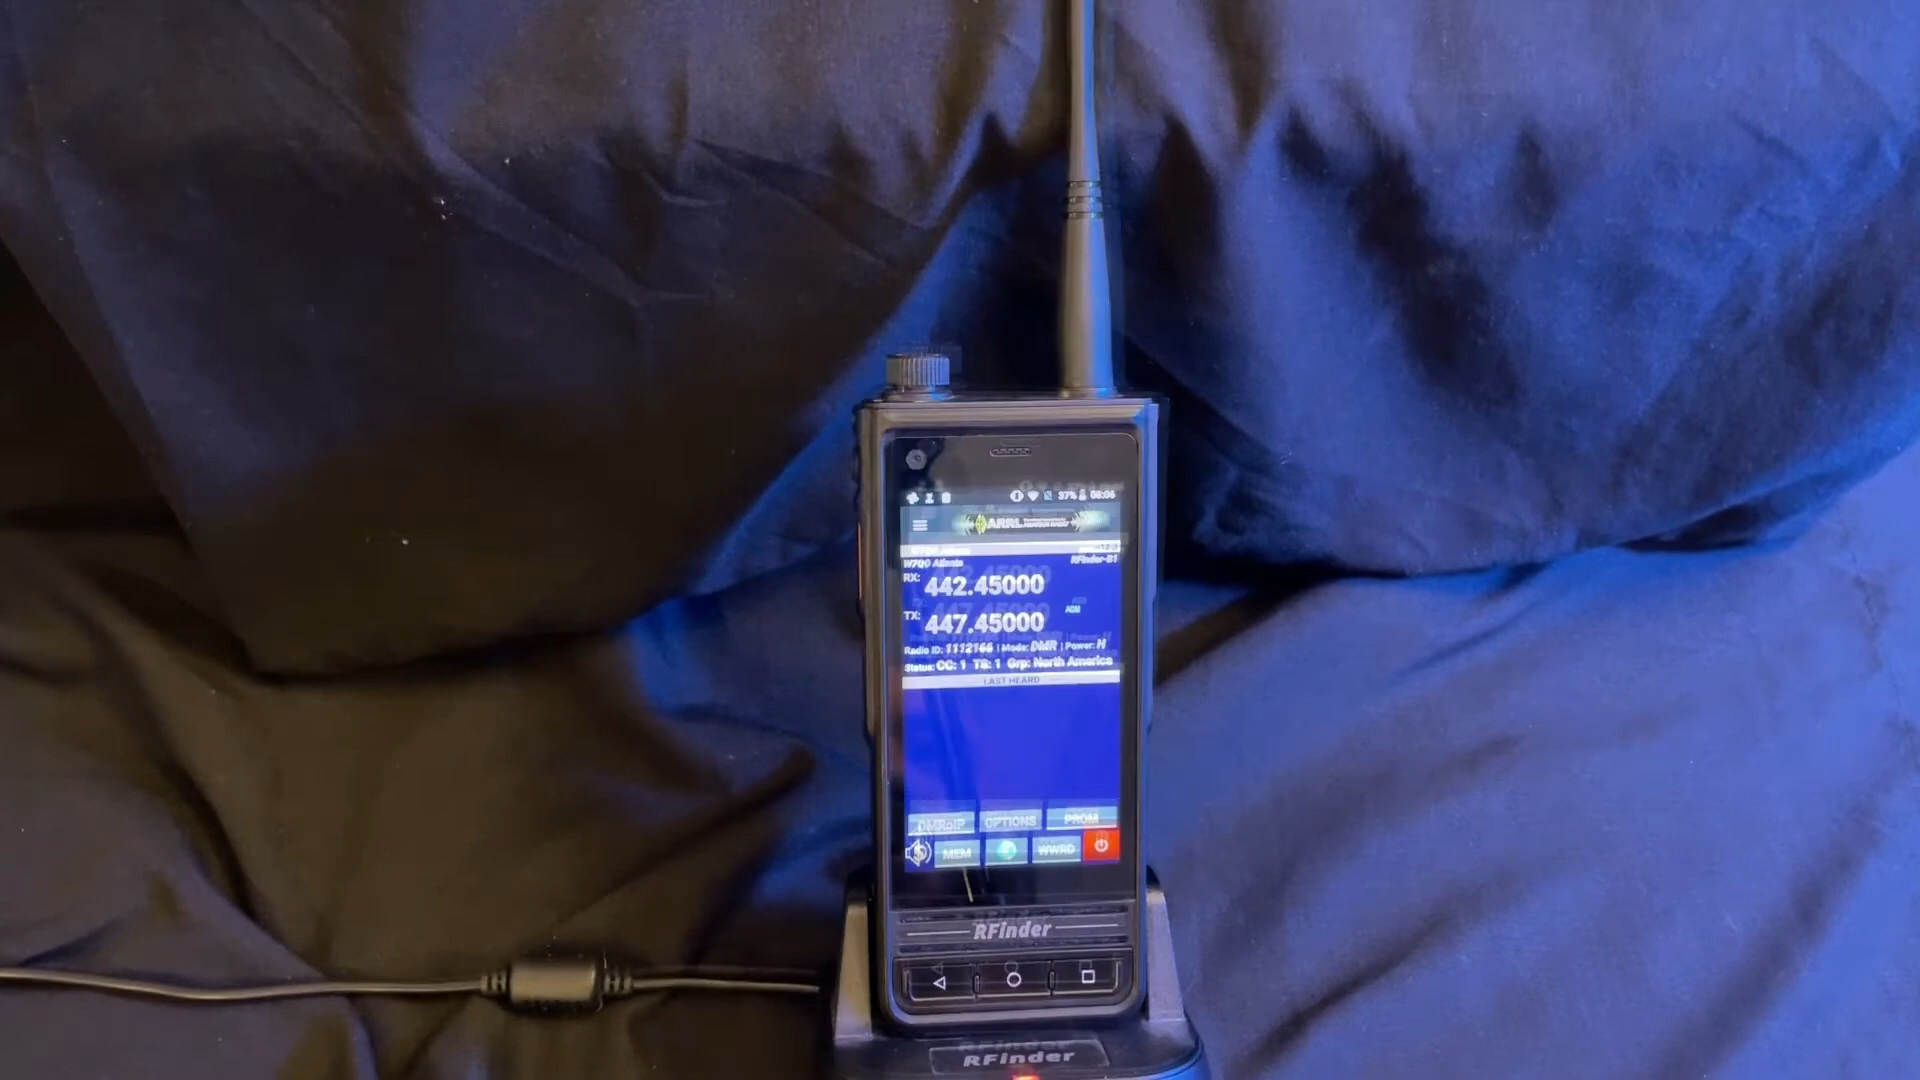 37% 06:06
ARRL
W7QO Atlanta RFinder-B1
RX: 442.45000
TX: 447.45000
Radio ID: 1112166 | Mode: DMR | Power: H
Status: CC: 1 TS: 1 Grp: North America
LAST HEARD
DMRoIP OPTIONS PROM
MEM WWRD
RFinder
RFinder